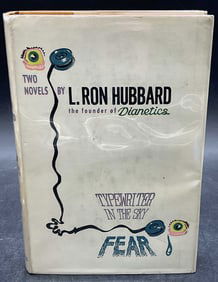 TWO
NOVELS BY L. RON HUBBARD
the founder of Dianetics
TYPEWRITER
IN THE SKY
FEAR